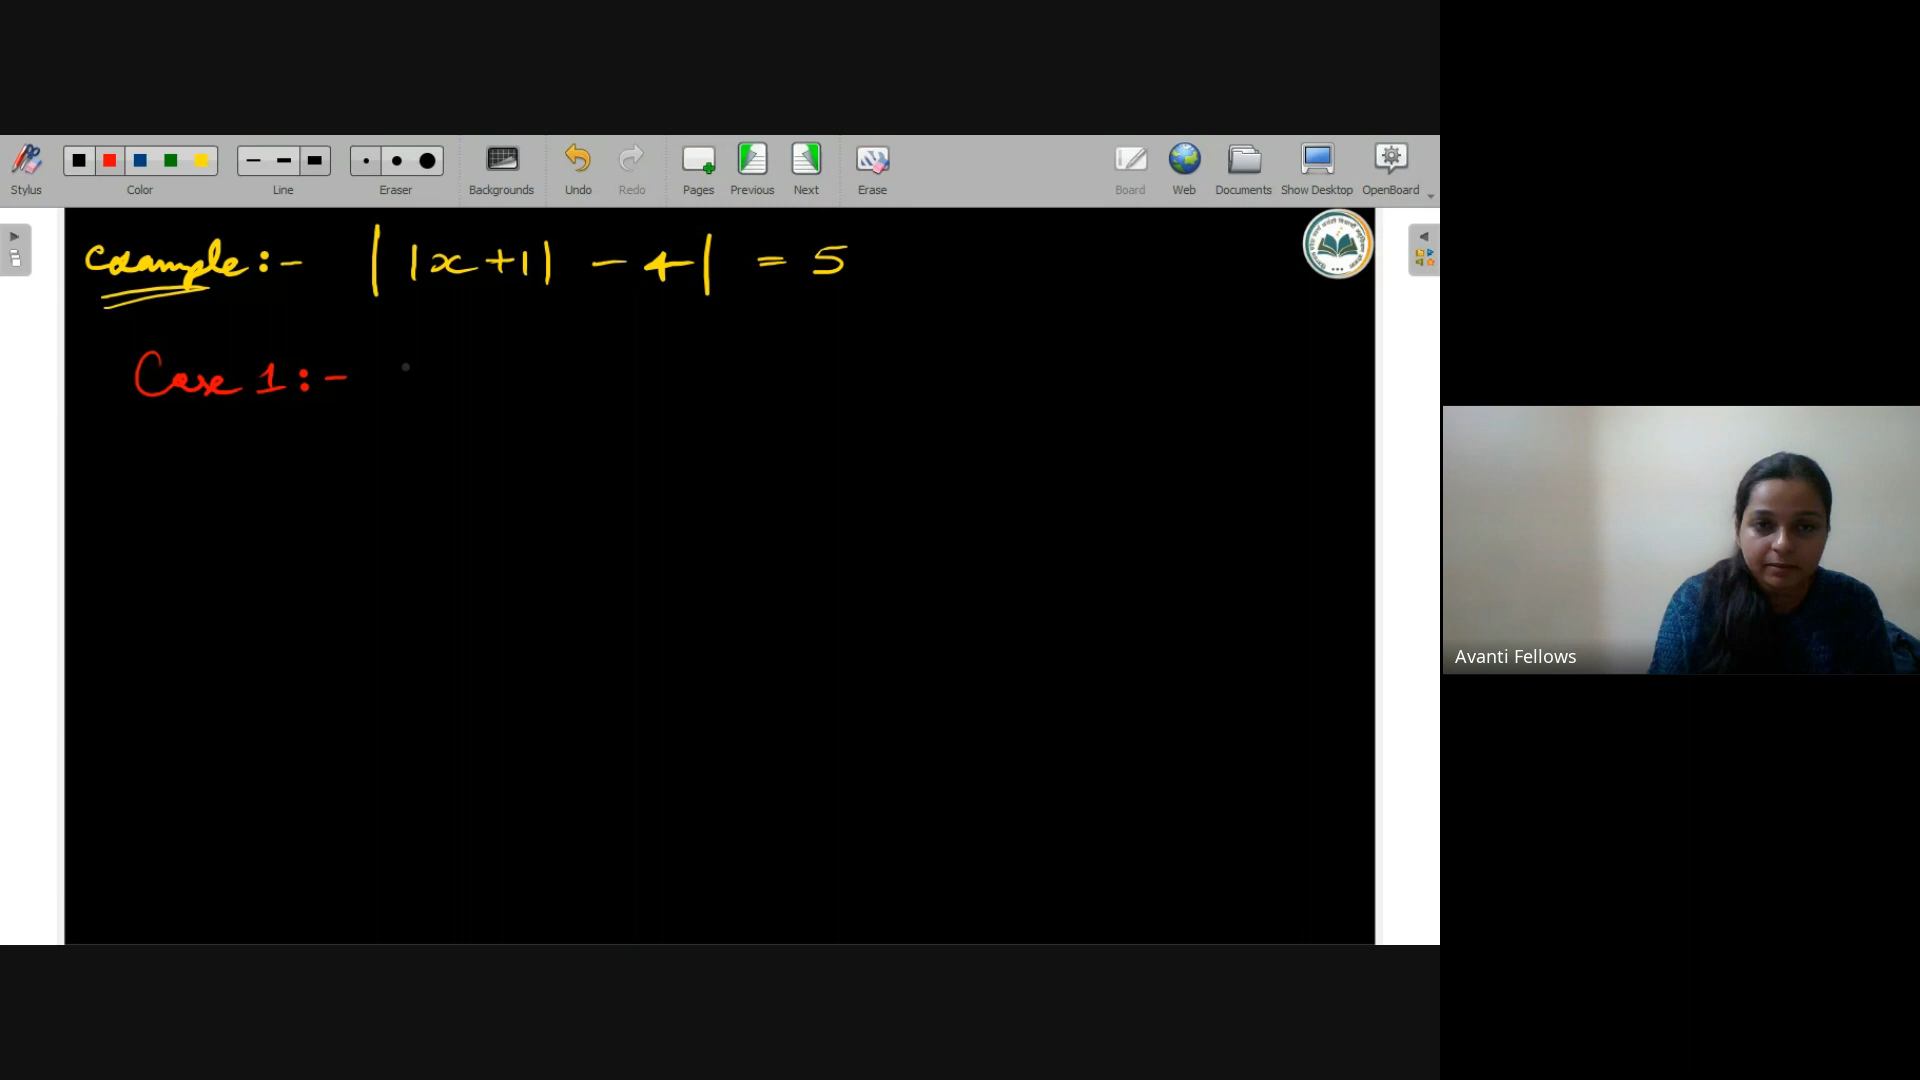 Stylus Color Line Eraser Backgrounds Undo Redo Pages Previous Next Erase Board Web Documents Show Desktop OpenBoard
example:- ||x+1| - 4| = 5
Case 1:-
Avanti Fellows